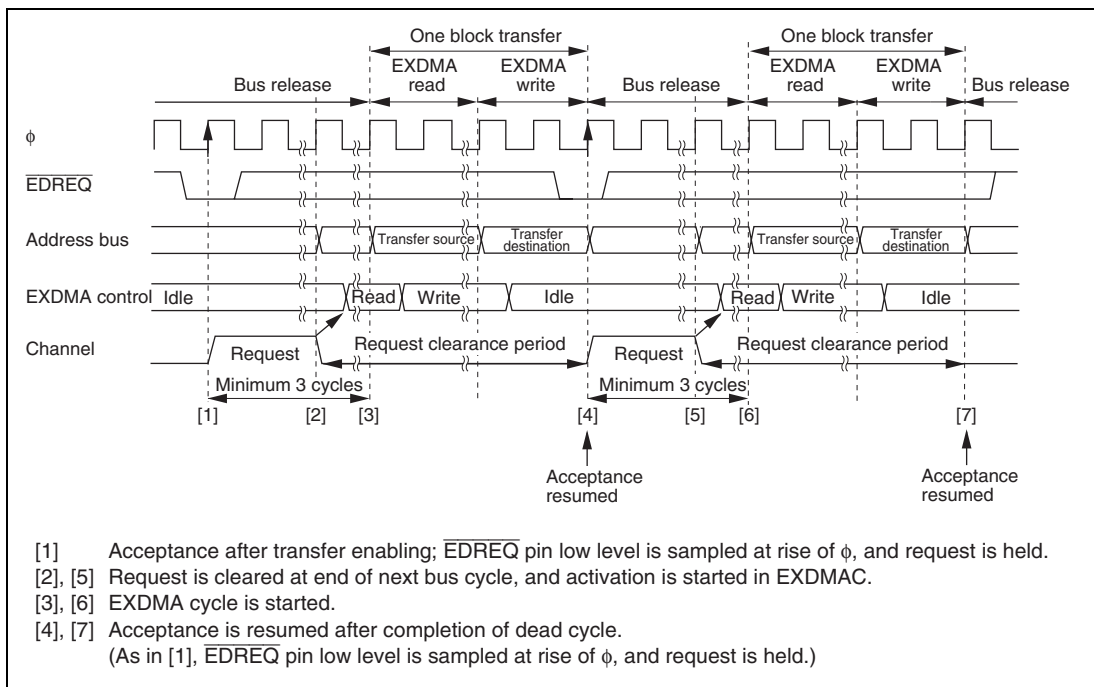 One block transfer One block transfer
EXDMA read EXDMA write EXDMA read EXDMA write
Bus release Bus release Bus release
φ
EDREQ
Address bus Transfer source Transfer destination Transfer source Transfer destination
EXDMA control Idle Read Write Idle Read Write Idle
Channel Request Request clearance period Request Request clearance period
Minimum 3 cycles Minimum 3 cycles
[1] [2] [3] [4] [5] [6] [7]
Acceptance resumed Acceptance resumed
[1] Acceptance after transfer enabling; EDREQ pin low level is sampled at rise of φ, and request is held.
[2], [5] Request is cleared at end of next bus cycle, and activation is started in EXDMAC.
[3], [6] EXDMA cycle is started.
[4], [7] Acceptance is resumed after completion of dead cycle.
(As in [1], EDREQ pin low level is sampled at rise of φ, and request is held.)